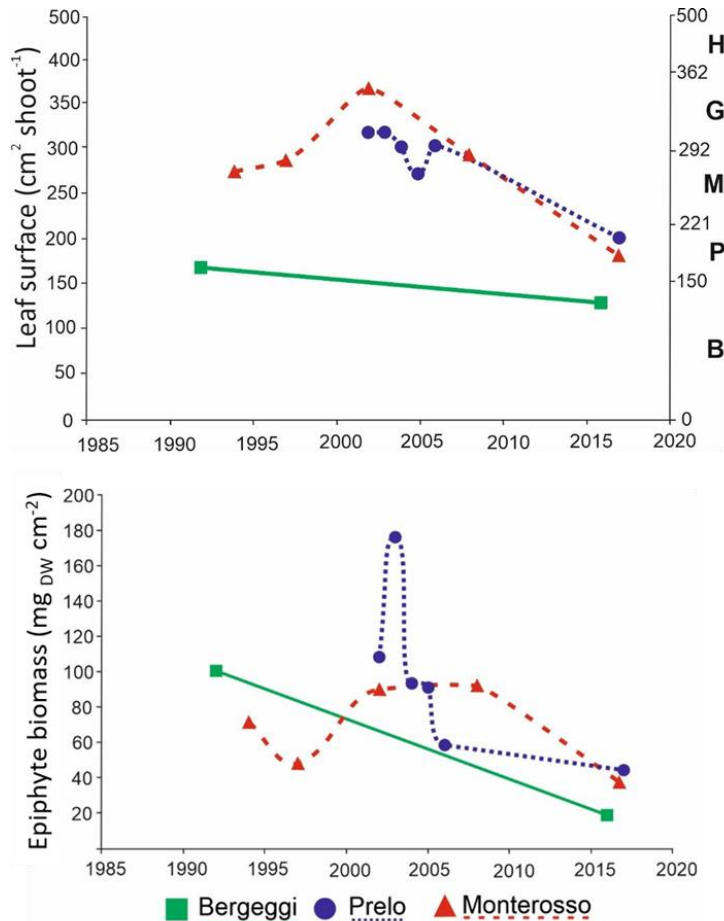 Leaf surface (cm² shoot⁻¹)
500
400
350
300
250
200
150
100
50
0
500
362
292
221
150
0
H
G
M
P
B
1985 1990 1995 2000 2005 2010 2015 2020
Epiphyte biomass (mg DW cm⁻²)
200
180
160
140
120
100
80
60
40
20
1985 1990 1995 2000 2005 2010 2015 2020
Bergeggi Prelo Monterosso